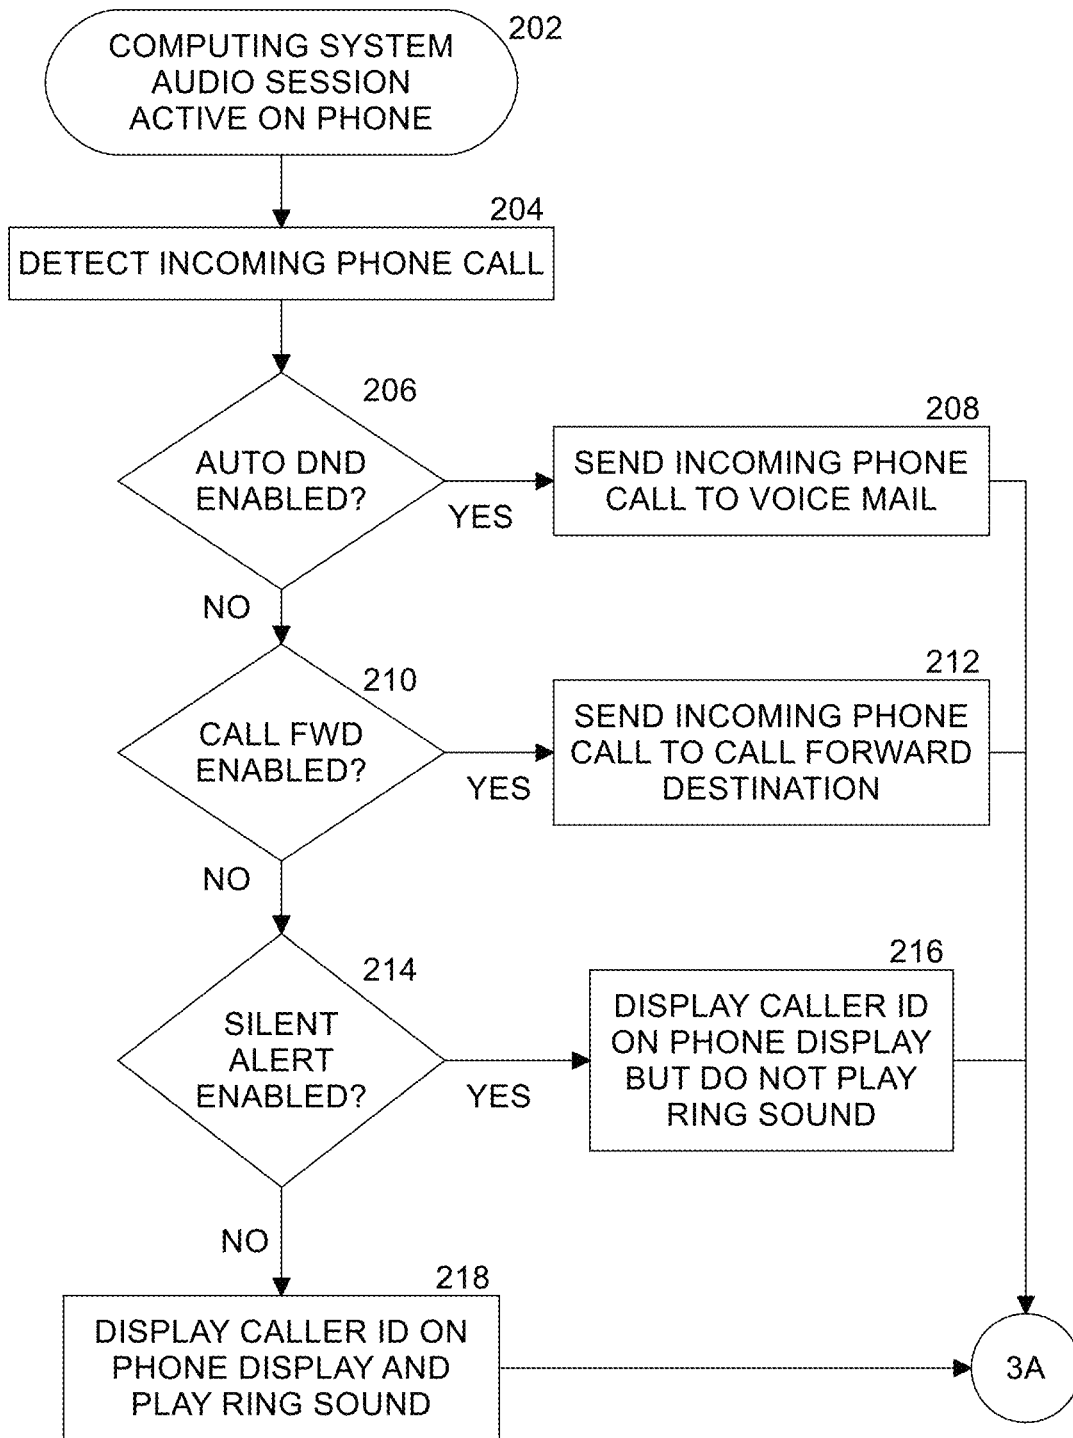 202
COMPUTING SYSTEM
AUDIO SESSION
ACTIVE ON PHONE
204
DETECT INCOMING PHONE CALL
206
AUTO DND
ENABLED?
YES
NO
208
SEND INCOMING PHONE
CALL TO VOICE MAIL
210
CALL FWD
ENABLED?
YES
NO
212
SEND INCOMING PHONE
CALL TO CALL FORWARD
DESTINATION
214
SILENT
ALERT
ENABLED?
YES
NO
216
DISPLAY CALLER ID
ON PHONE DISPLAY
BUT DO NOT PLAY
RING SOUND
218
DISPLAY CALLER ID ON
PHONE DISPLAY AND
PLAY RING SOUND
3A